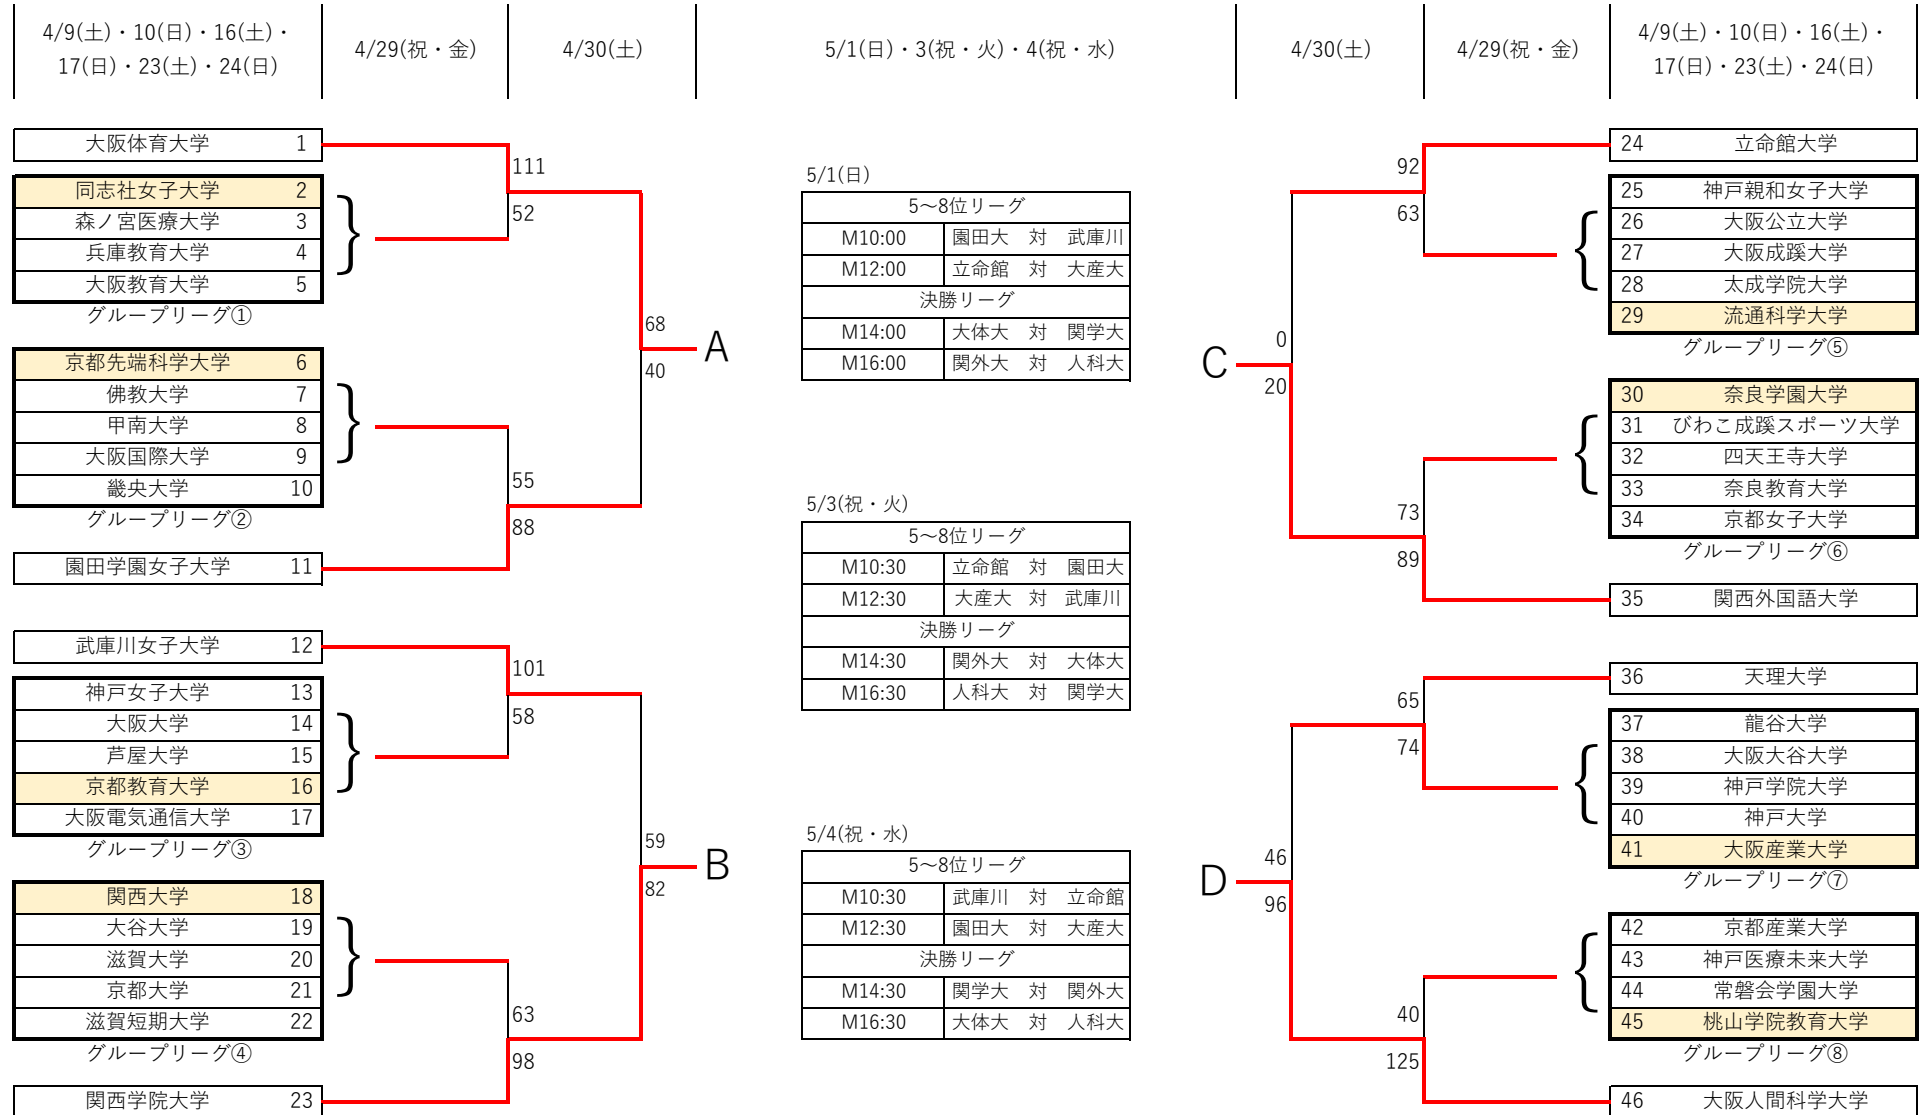 4/9(土)・10(日)・16(土)・
17(日)・23(土)・24(日)
4/29(祝・金)
4/30(土)
5/1(日)・3(祝・火)・4(祝・水)
4/30(土)
4/29(祝・金)
4/9(土)・10(日)・16(土)・
17(日)・23(土)・24(日)
大阪体育大学 1
同志社女子大学 2
森ノ宮医療大学 3
兵庫教育大学 4
大阪教育大学 5
グループリーグ①
京都先端科学大学 6
佛教大学 7
甲南大学 8
大阪国際大学 9
畿央大学 10
グループリーグ②
園田学園女子大学 11
武庫川女子大学 12
神戸女子大学 13
大阪大学 14
芦屋大学 15
京都教育大学 16
大阪電気通信大学 17
グループリーグ③
関西大学 18
大谷大学 19
滋賀大学 20
京都大学 21
滋賀短期大学 22
グループリーグ④
関西学院大学 23
111
52
55
88
101
58
63
98
68
40
59
82
A
B
5/1(日)
5〜8位リーグ
M10:00 園田大 対 武庫川
M12:00 立命館 対 大産大
決勝リーグ
M14:00 大体大 対 関学大
M16:00 関外大 対 人科大
5/3(祝・火)
5〜8位リーグ
M10:30 立命館 対 園田大
M12:30 大産大 対 武庫川
決勝リーグ
M14:30 関外大 対 大体大
M16:30 人科大 対 関学大
5/4(祝・水)
5〜8位リーグ
M10:30 武庫川 対 立命館
M12:30 園田大 対 大産大
決勝リーグ
M14:30 関学大 対 関外大
M16:30 大体大 対 人科大
C
D
0
20
46
96
92
63
73
89
65
74
40
125
24 立命館大学
25 神戸親和女子大学
26 大阪公立大学
27 大阪成蹊大学
28 太成学院大学
29 流通科学大学
グループリーグ⑤
30 奈良学園大学
31 びわこ成蹊スポーツ大学
32 四天王寺大学
33 奈良教育大学
34 京都女子大学
グループリーグ⑥
35 関西外国語大学
36 天理大学
37 龍谷大学
38 大阪大谷大学
39 神戸学院大学
40 神戸大学
41 大阪産業大学
グループリーグ⑦
42 京都産業大学
43 神戸医療未来大学
44 常磐会学園大学
45 桃山学院教育大学
グループリーグ⑧
46 大阪人間科学大学